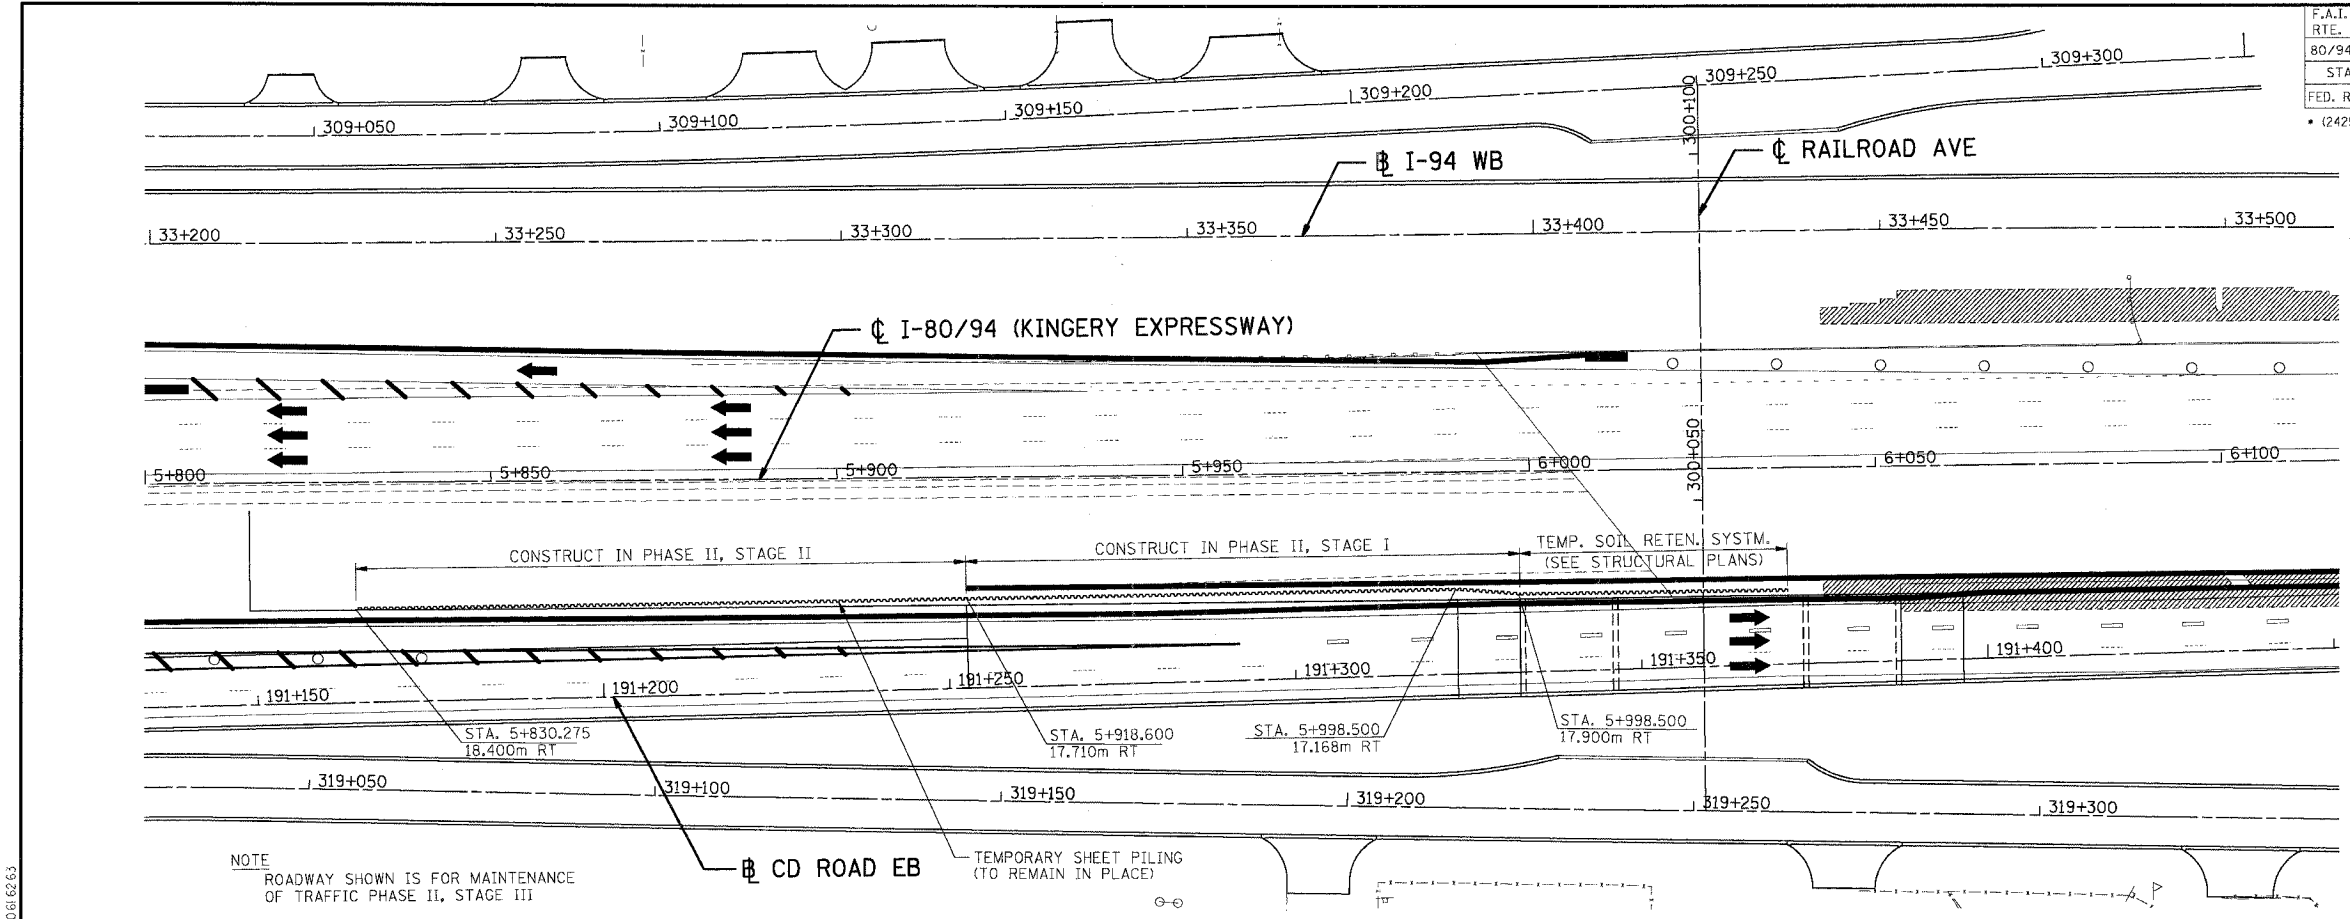 F.A.I.
RTE.
80/94
STA
FED. R
* (242
309+050
309+100
309+150
309+200
309+250
309+300
300+100
℄ RAILROAD AVE
B I-94 WB
33+200
33+250
33+300
33+350
33+400
33+450
33+500
℄ I-80/94 (KINGERY EXPRESSWAY)
5+800
5+850
5+900
5+950
6+000
6+050
6+100
300+050
CONSTRUCT IN PHASE II, STAGE II
CONSTRUCT IN PHASE II, STAGE I
TEMP. SOIL RETEN. SYSTM.
(SEE STRUCTURAL PLANS)
191+150
191+200
191+250
191+300
191+350
191+400
STA. 5+830.275
18.400m RT
STA. 5+918.600
17.710m RT
STA. 5+998.500
17.168m RT
STA. 5+998.500
17.900m RT
319+050
319+100
319+150
319+200
319+250
319+300
B CD ROAD EB
TEMPORARY SHEET PILING
(TO REMAIN IN PLACE)
NOTE
ROADWAY SHOWN IS FOR MAINTENANCE
OF TRAFFIC PHASE II, STAGE III
P